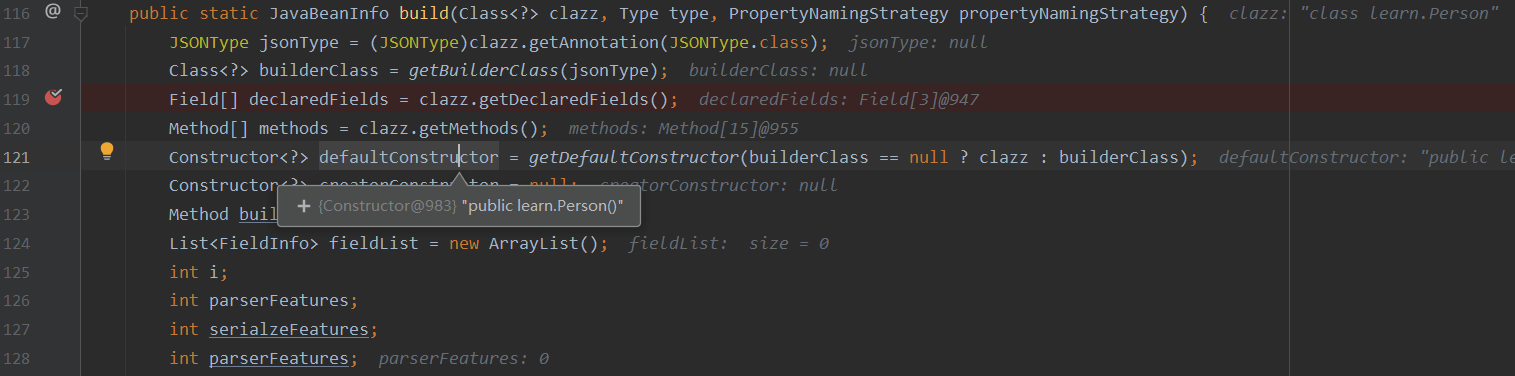 116 @ public static JavaBeanInfo build(Class<?> clazz, Type type, PropertyNamingStrategy propertyNamingStrategy) { clazz: "class learn.Person"
117 JSONType jsonType = (JSONType)clazz.getAnnotation(JSONType.class); jsonType: null
118 Class<?> builderClass = getBuilderClass(jsonType); builderClass: null
119 Field[] declaredFields = clazz.getDeclaredFields(); declaredFields: Field[3]@947
120 Method[] methods = clazz.getMethods(); methods: Method[15]@955
121 Constructor<?> defaultConstructor = getDefaultConstructor(builderClass == null ? clazz : builderClass); defaultConstructor: "public le
122 Constructor<?> creatorConstructor = null; creatorConstructor: null
+ {Constructor@983} "public learn.Person()"
123 Method buil
124 List<FieldInfo> fieldList = new ArrayList(); fieldList: size = 0
125 int i;
126 int parserFeatures;
127 int serialzeFeatures;
128 int parserFeatures; parserFeatures: 0